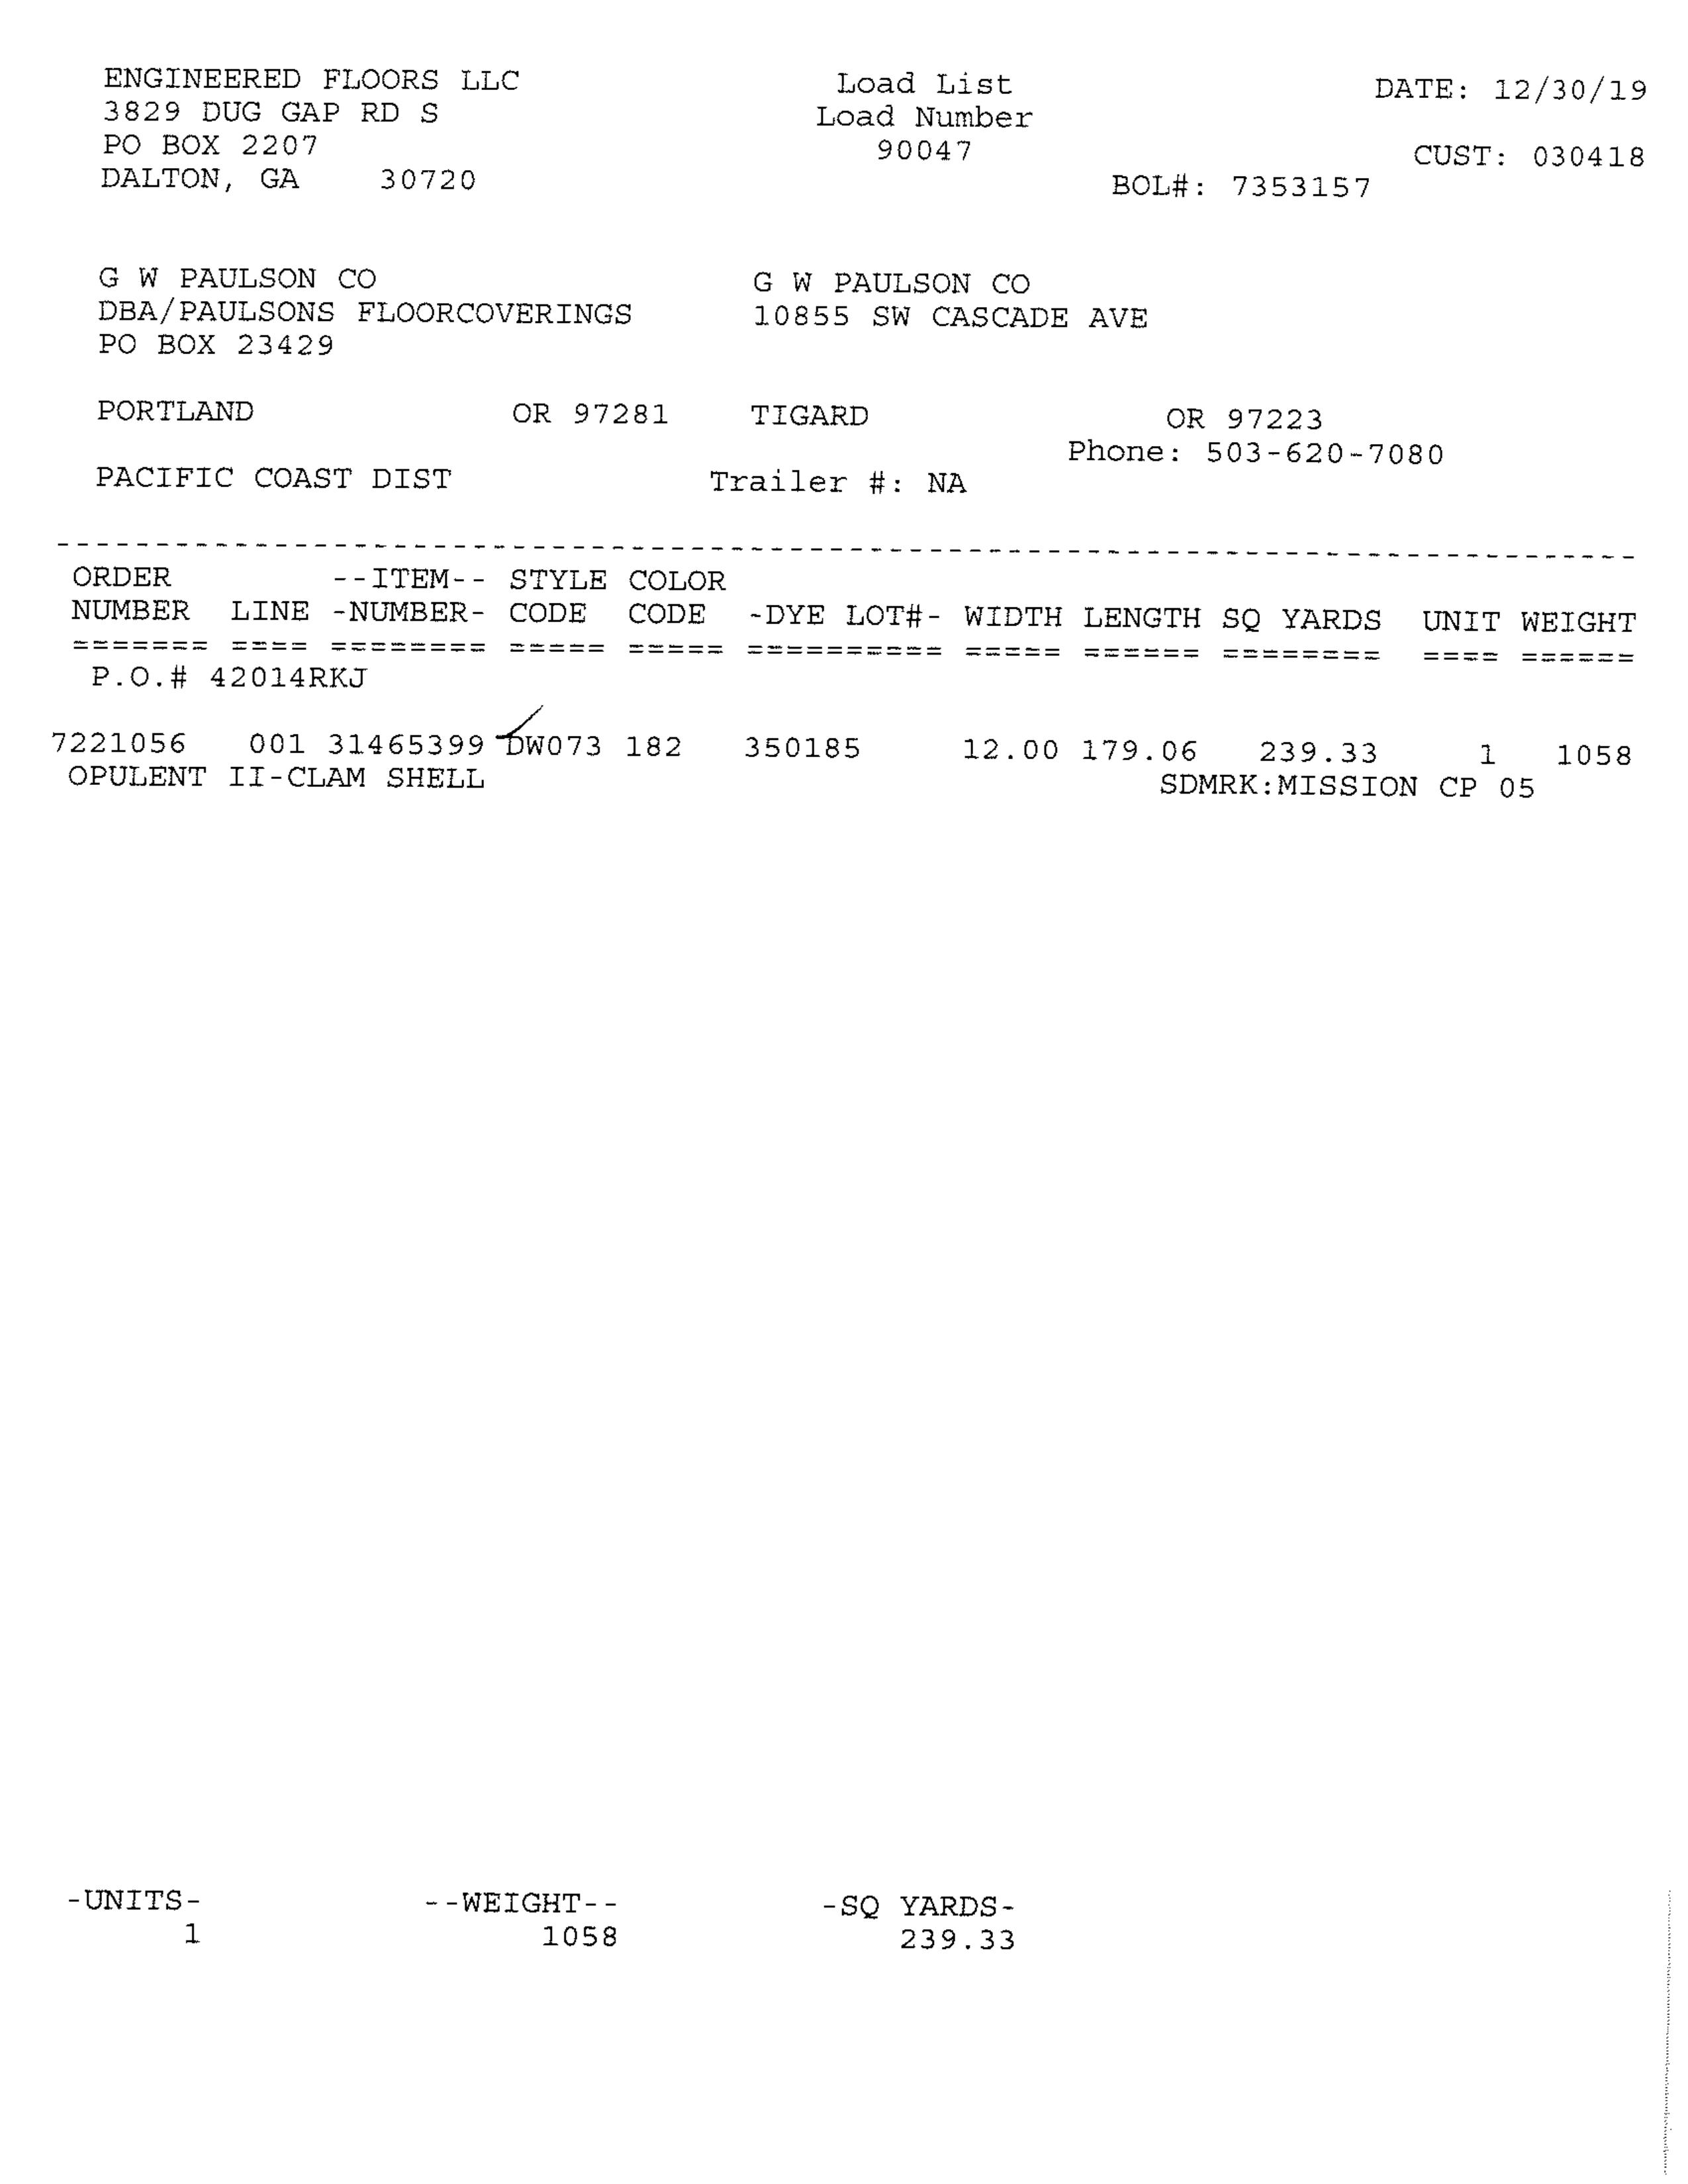 ENGINEERED FLOORS LLC
3829 DUG GAP RD S
PO BOX 2207
DALTON, GA 30720
Load List
Load Number
90047
DATE: 12/30/19
CUST: 030418
BOL#: 7353157
G W PAULSON CO
DBA/PAULSONS FLOORCOVERINGS
PO BOX 23429
PORTLAND OR 97281
G W PAULSON CO
10855 SW CASCADE AVE
TIGARD OR 97223
Phone: 503-620-7080
PACIFIC COAST DIST Trailer #: NA
ORDER --ITEM-- STYLE COLOR
NUMBER LINE -NUMBER- CODE CODE -DYE LOT#- WIDTH LENGTH SQ YARDS UNIT WEIGHT
======= ==== ======== ===== ===== ========== ===== ====== ======== ==== ======
P.O.# 42014RKJ
7221056 001 31465399 DW073 182 350185 12.00 179.06 239.33 1 1058
OPULENT II-CLAM SHELL SDMRK:MISSION CP 05
-UNITS- --WEIGHT-- -SQ YARDS-
1 1058 239.33